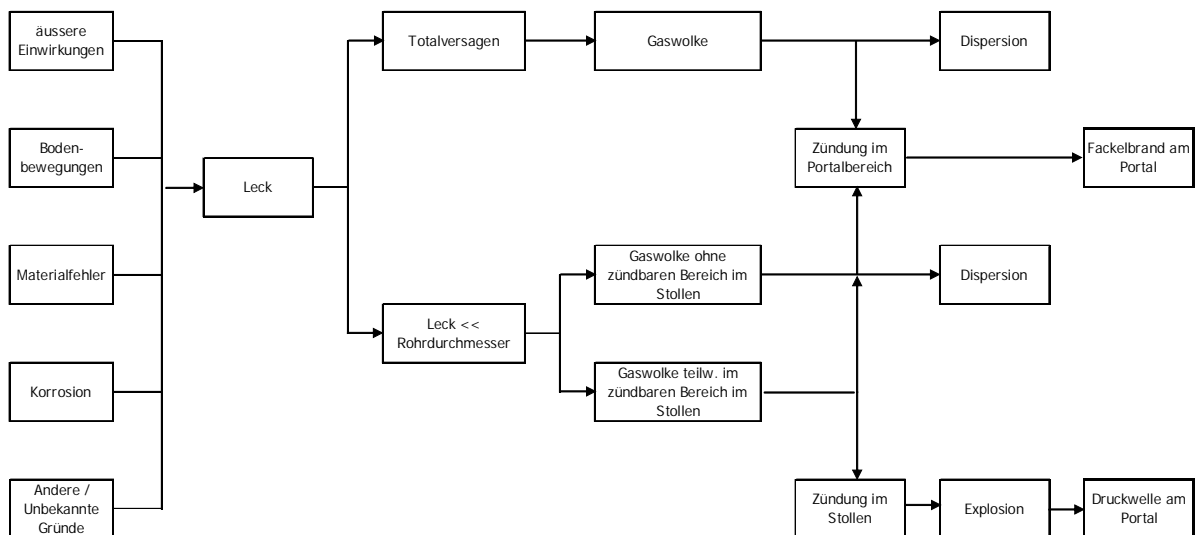 äussere
Einwirkungen
Totalversagen
Gaswolke
Dispersion
Boden-
bewegungen
Leck
Zündung im
Portalbereich
Fackelbrand am
Portal
Materialfehler
Gaswolke ohne
zündbaren Bereich im
Stollen
Dispersion
Leck <<
Rohrdurchmesser
Korrosion
Gaswolke teilw. im
zündbaren Bereich im
Stollen
Andere /
Unbekannte
Gründe
Zündung im
Stollen
Explosion
Druckwelle am
Portal